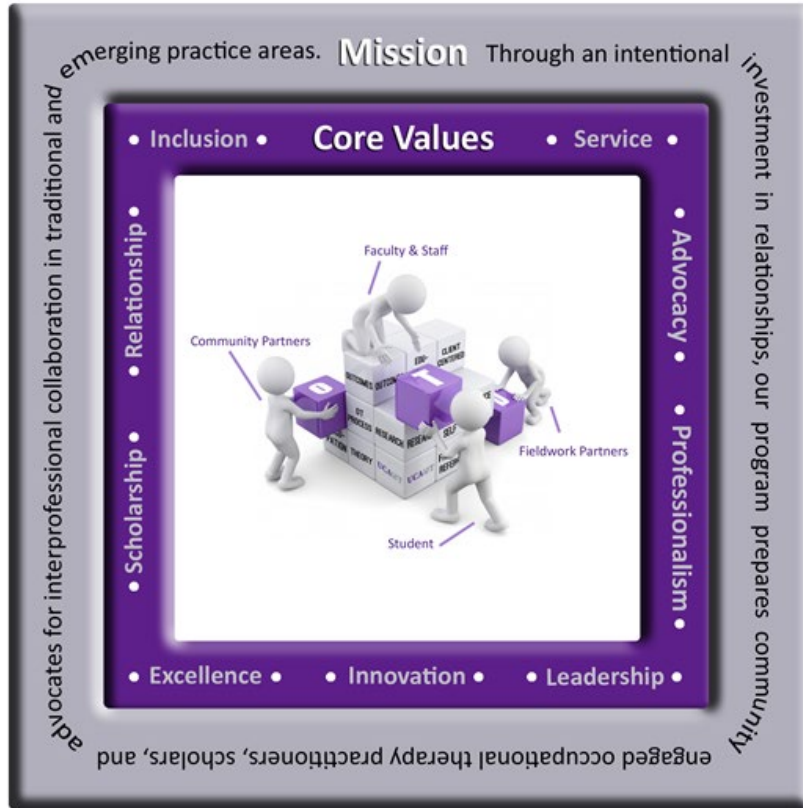 Mission
Through an intentional
investment in relationships, our program prepares community
engaged occupational therapy practitioners, scholars, and,
advocates for interprofessional collaboration in traditional and
emerging practice areas.
Core Values
• Inclusion •
• Service •
• Advocacy •
• Professionalism •
• Leadership •
• Innovation •
• Excellence •
• Scholarship •
• Relationship •
Faculty & Staff
Community Partners
Fieldwork Partners
Student
O
T
OUTCOMES
CLIENT CENTERED
OT PROCESS
RESEARCH
THEORY
UCA
UCA